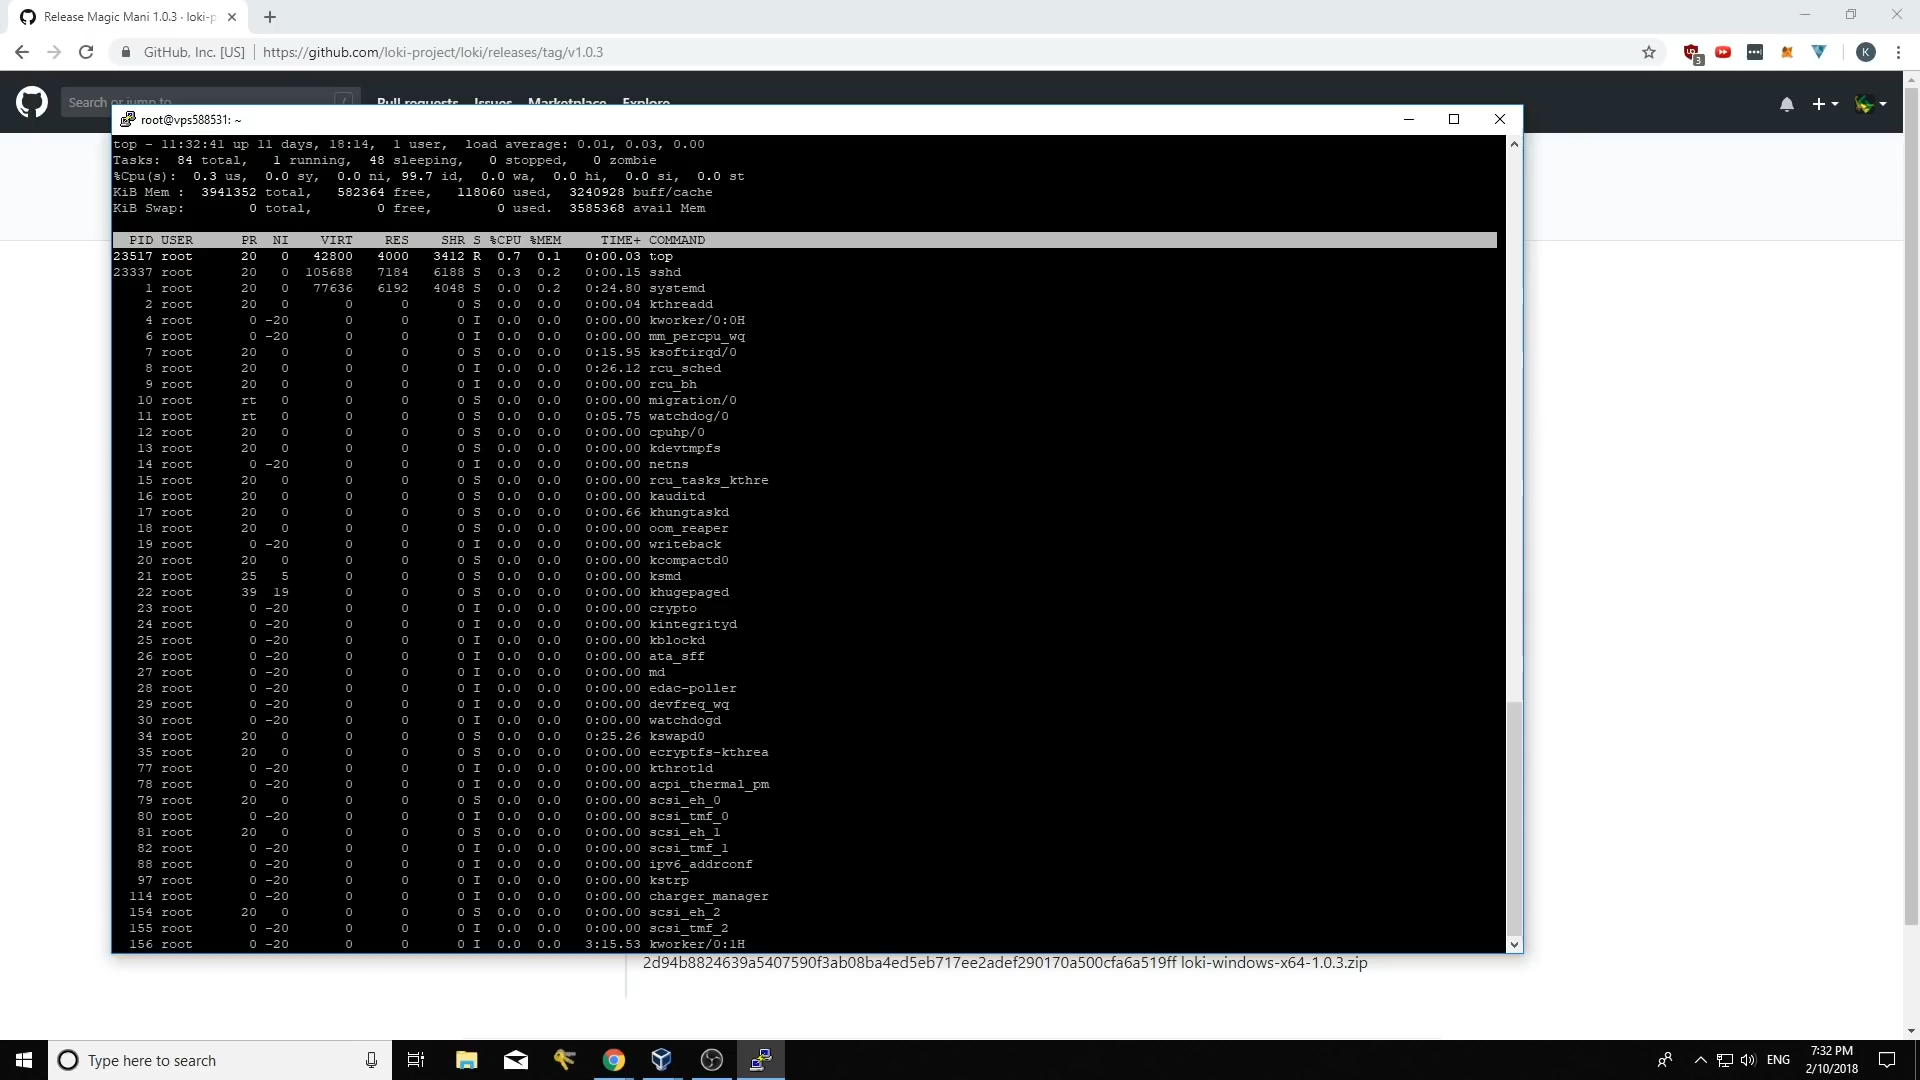 Release Magic Mani 1.0.3 · loki-p
GitHub, Inc. [US] https://github.com/loki-project/loki/releases/tag/v1.0.3
3
K
Search or jump to /
Pull requests Issues Marketplace Explore
root@vps588531: ~
top - 11:32:41 up 11 days, 18:14, 1 user, load average: 0.01, 0.03, 0.00
Tasks: 84 total, 1 running, 48 sleeping, 0 stopped, 0 zombie
%Cpu(s): 0.3 us, 0.0 sy, 0.0 ni, 99.7 id, 0.0 wa, 0.0 hi, 0.0 si, 0.0 st
KiB Mem : 3941352 total, 582364 free, 118060 used, 3240928 buff/cache
KiB Swap: 0 total, 0 free, 0 used. 3585368 avail Mem
PID USER PR NI VIRT RES SHR S %CPU %MEM TIME+ COMMAND
23517 root 20 0 42800 4000 3412 R 0.7 0.1 0:00.03 top
23337 root 20 0 105688 7184 6188 S 0.3 0.2 0:00.15 sshd
1 root 20 0 77636 6192 4048 S 0.0 0.2 0:24.80 systemd
2 root 20 0 0 0 0 S 0.0 0.0 0:00.04 kthreadd
4 root 0 -20 0 0 0 I 0.0 0.0 0:00.00 kworker/0:0H
6 root 0 -20 0 0 0 I 0.0 0.0 0:00.00 mm_percpu_wq
7 root 20 0 0 0 0 S 0.0 0.0 0:15.95 ksoftirqd/0
8 root 20 0 0 0 0 I 0.0 0.0 0:26.12 rcu_sched
9 root 20 0 0 0 0 I 0.0 0.0 0:00.00 rcu_bh
10 root rt 0 0 0 0 S 0.0 0.0 0:00.00 migration/0
11 root rt 0 0 0 0 S 0.0 0.0 0:05.75 watchdog/0
12 root 20 0 0 0 0 S 0.0 0.0 0:00.00 cpuhp/0
13 root 20 0 0 0 0 S 0.0 0.0 0:00.00 kdevtmpfs
14 root 0 -20 0 0 0 I 0.0 0.0 0:00.00 netns
15 root 20 0 0 0 0 S 0.0 0.0 0:00.00 rcu_tasks_kthre
16 root 20 0 0 0 0 S 0.0 0.0 0:00.00 kauditd
17 root 20 0 0 0 0 S 0.0 0.0 0:00.66 khungtaskd
18 root 20 0 0 0 0 S 0.0 0.0 0:00.00 oom_reaper
19 root 0 -20 0 0 0 I 0.0 0.0 0:00.00 writeback
20 root 20 0 0 0 0 S 0.0 0.0 0:00.00 kcompactd0
21 root 25 5 0 0 0 S 0.0 0.0 0:00.00 ksmd
22 root 39 19 0 0 0 S 0.0 0.0 0:00.00 khugepaged
23 root 0 -20 0 0 0 I 0.0 0.0 0:00.00 crypto
24 root 0 -20 0 0 0 I 0.0 0.0 0:00.00 kintegrityd
25 root 0 -20 0 0 0 I 0.0 0.0 0:00.00 kblockd
26 root 0 -20 0 0 0 I 0.0 0.0 0:00.00 ata_sff
27 root 0 -20 0 0 0 I 0.0 0.0 0:00.00 md
28 root 0 -20 0 0 0 I 0.0 0.0 0:00.00 edac-poller
29 root 0 -20 0 0 0 I 0.0 0.0 0:00.00 devfreq_wq
30 root 0 -20 0 0 0 I 0.0 0.0 0:00.00 watchdogd
34 root 20 0 0 0 0 S 0.0 0.0 0:25.26 kswapd0
35 root 20 0 0 0 0 S 0.0 0.0 0:00.00 ecryptfs-kthrea
77 root 0 -20 0 0 0 I 0.0 0.0 0:00.00 kthrotld
78 root 0 -20 0 0 0 I 0.0 0.0 0:00.00 acpi_thermal_pm
79 root 20 0 0 0 0 S 0.0 0.0 0:00.00 scsi_eh_0
80 root 0 -20 0 0 0 I 0.0 0.0 0:00.00 scsi_tmf_0
81 root 20 0 0 0 0 S 0.0 0.0 0:00.00 scsi_eh_1
82 root 0 -20 0 0 0 I 0.0 0.0 0:00.00 scsi_tmf_1
88 root 0 -20 0 0 0 I 0.0 0.0 0:00.00 ipv6_addrconf
97 root 0 -20 0 0 0 I 0.0 0.0 0:00.00 kstrp
114 root 0 -20 0 0 0 I 0.0 0.0 0:00.00 charger_manager
154 root 20 0 0 0 0 S 0.0 0.0 0:00.00 scsi_eh_2
155 root 0 -20 0 0 0 I 0.0 0.0 0:00.00 scsi_tmf_2
156 root 0 -20 0 0 0 I 0.0 0.0 3:15.53 kworker/0:1H
2d94b8824639a5407590f3ab08ba4ed5eb717ee2adef290170a500cfa6a519ff loki-windows-x64-1.0.3.zip
Type here to search
ENG
7:32 PM
2/10/2018